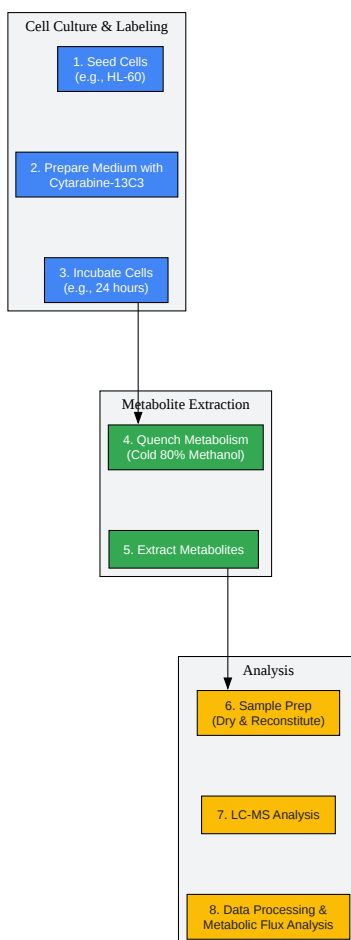 Cell Culture & Labeling
1. Seed Cells
(e.g., HL-60)
2. Prepare Medium with
Cytarabine-13C3
3. Incubate Cells
(e.g., 24 hours)
Metabolite Extraction
4. Quench Metabolism
(Cold 80% Methanol)
5. Extract Metabolites
Analysis
6. Sample Prep
(Dry & Reconstitute)
7. LC-MS Analysis
8. Data Processing &
Metabolic Flux Analysis